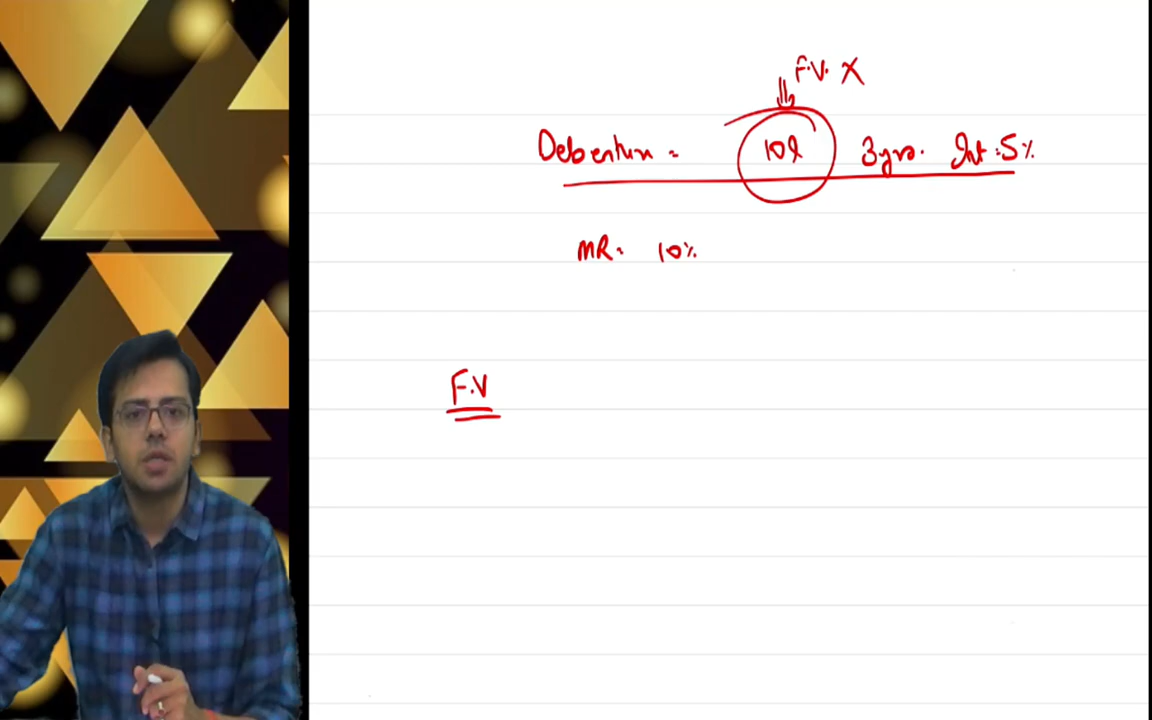 F.V. X
Debenture = 10l 3yrs. Int = 5%
MR = 10%
F.V